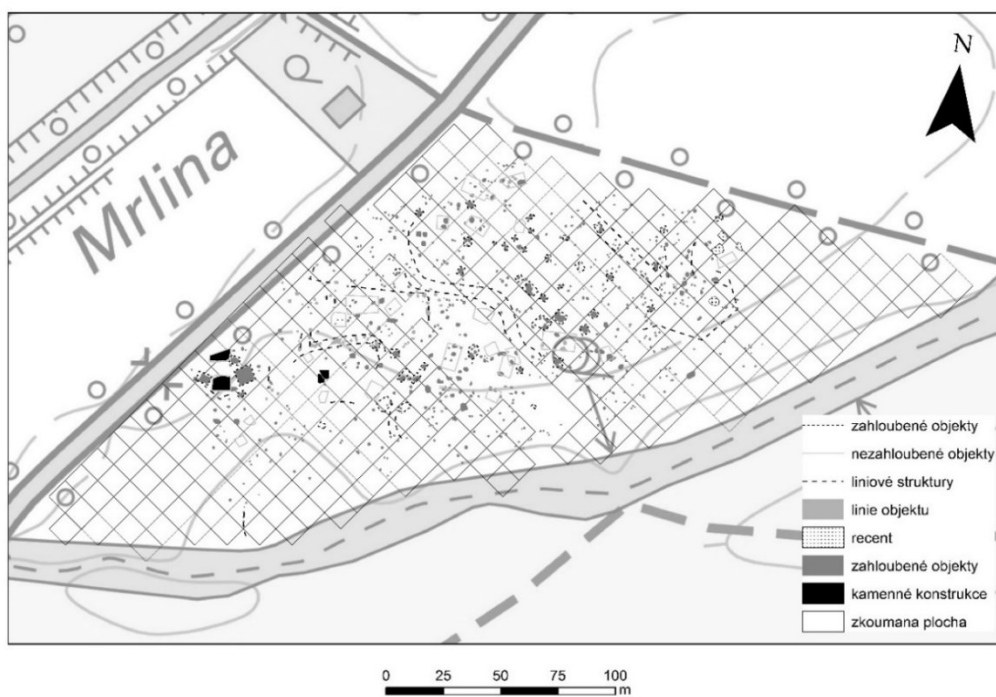 N
Mrlina
zahloubené objekty
nezahloubené objekty
liniové struktury
linie objektu
recent
zahloubené objekty
kamenné konstrukce
zkoumana plocha
0 25 50 75 100
m